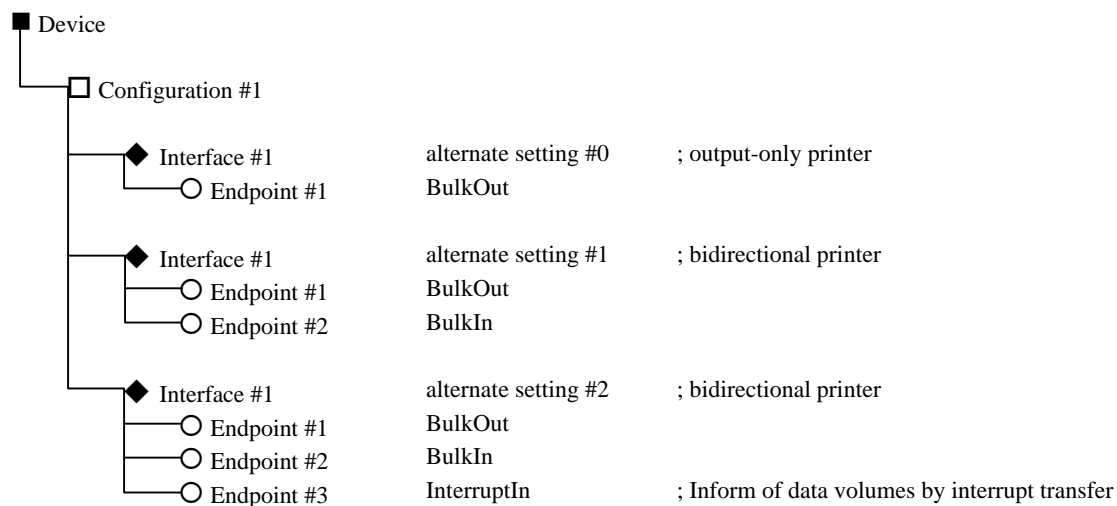 Device
Configuration #1
Interface #1 alternate setting #0 ; output-only printer
Endpoint #1 BulkOut
Interface #1 alternate setting #1 ; bidirectional printer
Endpoint #1 BulkOut
Endpoint #2 BulkIn
Interface #1 alternate setting #2 ; bidirectional printer
Endpoint #1 BulkOut
Endpoint #2 BulkIn
Endpoint #3 InterruptIn ; Inform of data volumes by interrupt transfer